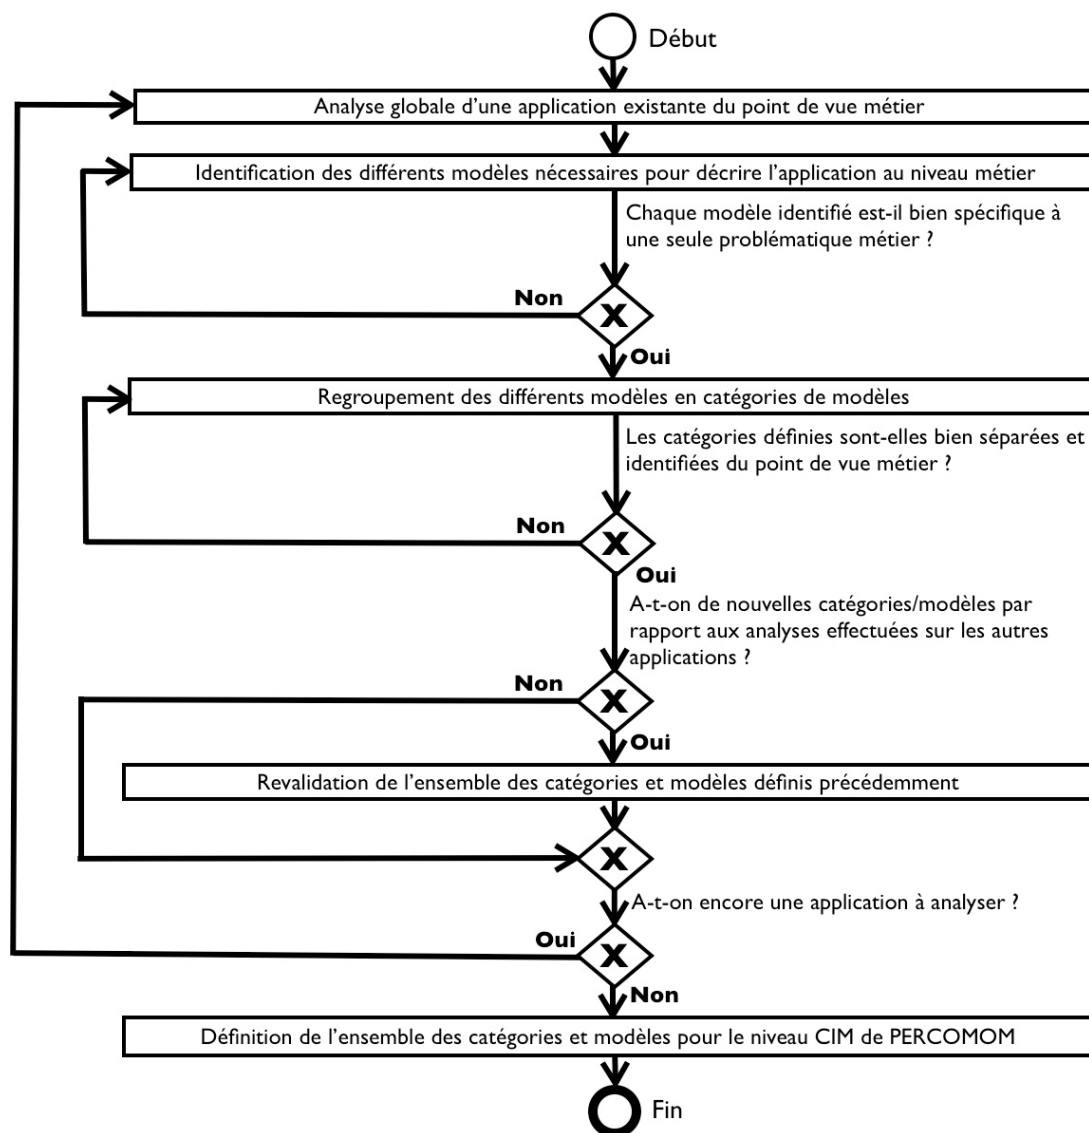 Début
Analyse globale d'une application existante du point de vue métier
Identification des différents modèles nécessaires pour décrire l'application au niveau métier
Chaque modèle identifié est-il bien spécifique à
une seule problématique métier ?
Non
X
Oui
Regroupement des différents modèles en catégories de modèles
Les catégories définies sont-elles bien séparées et
identifiées du point de vue métier ?
Non
X
Oui
A-t-on de nouvelles catégories/modèles par
rapport aux analyses effectuées sur les autres
applications ?
Non
X
Oui
Revalidation de l'ensemble des catégories et modèles définis précédemment
X
A-t-on encore une application à analyser ?
Oui
X
Non
Définition de l'ensemble des catégories et modèles pour le niveau CIM de PERCOMOM
Fin